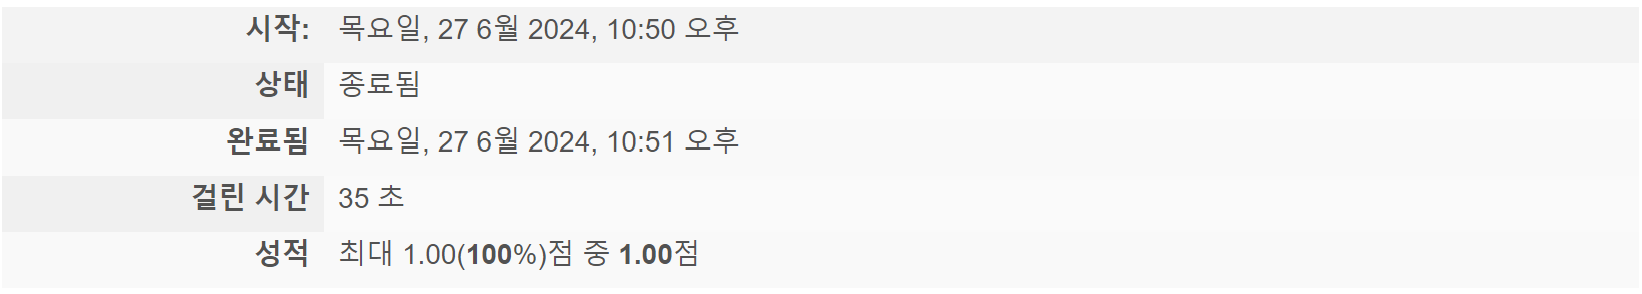 시작: 목요일, 27 6월 2024, 10:50 오후
상태 종료됨
완료됨 목요일, 27 6월 2024, 10:51 오후
걸린 시간 35 초
성적 최대 1.00(100%)점 중 1.00점